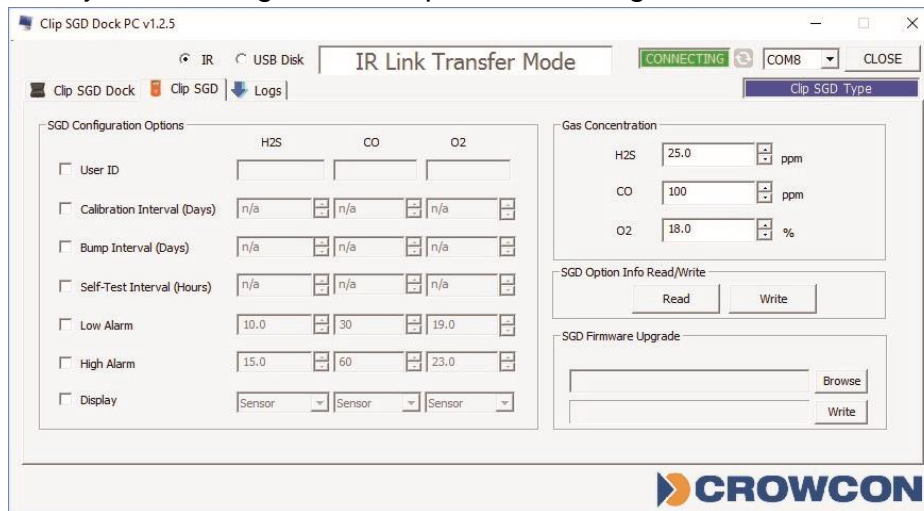 Clip SGD Dock PC v1.2.5
IR USB Disk IR Link Transfer Mode CONNECTING COM8 CLOSE
Clip SGD Dock Clip SGD Logs Clip SGD Type
SGD Configuration Options
H2S CO O2
User ID
Calibration Interval (Days) n/a n/a n/a
Bump Interval (Days) n/a n/a n/a
Self-Test Interval (Hours) n/a n/a n/a
Low Alarm 10.0 30 19.0
High Alarm 15.0 60 23.0
Display Sensor Sensor Sensor
Gas Concentration
H2S 25.0 ppm
CO 100 ppm
O2 18.0 %
SGD Option Info Read/Write
Read Write
SGD Firmware Upgrade
Browse
Write
CROWCON